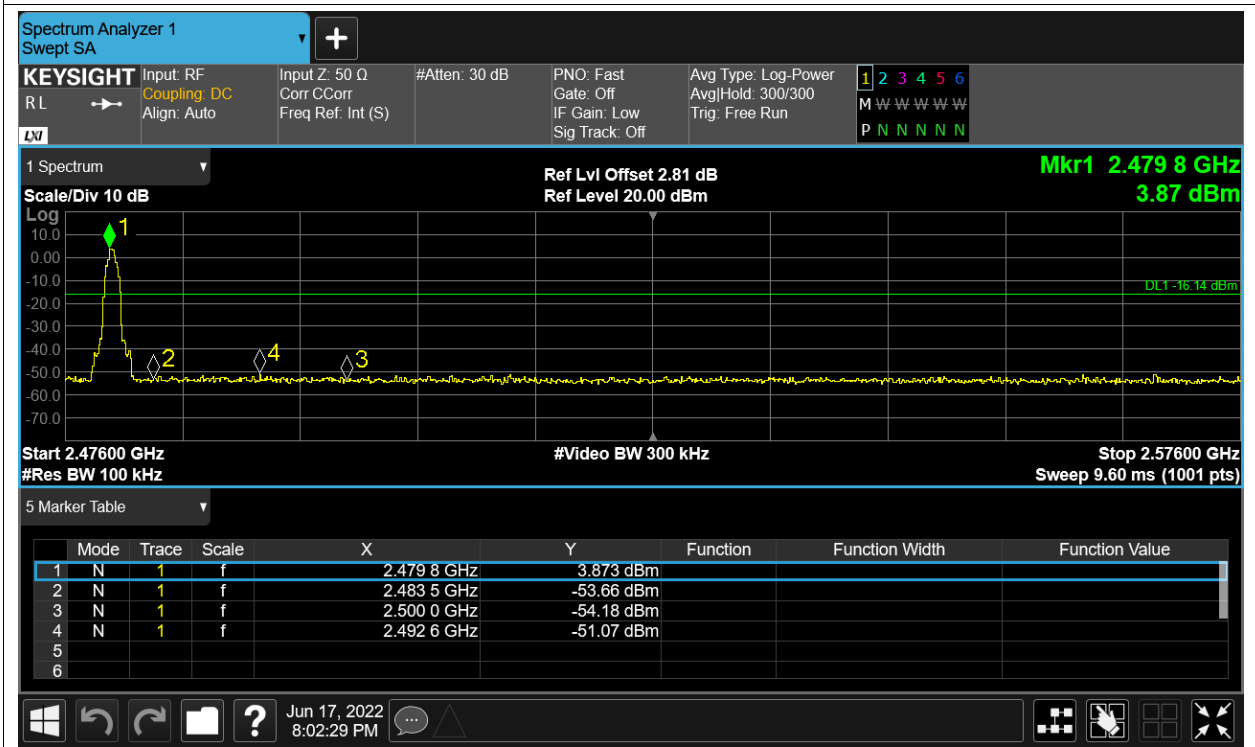 Spectrum Analyzer 1
Swept SA
+
KEYSIGHT Input: RF Input Z: 50 Ω #Atten: 30 dB PNO: Fast Avg Type: Log-Power 1 2 3 4 5 6
R L Coupling: DC Corr CCorr Gate: Off Avg|Hold: 300/300 M W W W W W
Align: Auto Freq Ref: Int (S) IF Gain: Low Trig: Free Run
LXI Sig Track: Off P N N N N N
1 Spectrum Ref Lvl Offset 2.81 dB Mkr1 2.479 8 GHz
Scale/Div 10 dB Ref Level 20.00 dBm 3.87 dBm
Log
1
10.0
0.00
-10.0
DL1 -16.14 dBm
-20.0
-30.0
-40.0
2 4 3
-50.0
-60.0
-70.0
Start 2.47600 GHz #Video BW 300 kHz Stop 2.57600 GHz
#Res BW 100 kHz Sweep 9.60 ms (1001 pts)
5 Marker Table
Mode Trace Scale X Y Function Function Width Function Value
1 N 1 f 2.479 8 GHz 3.873 dBm
2 N 1 f 2.483 5 GHz -53.66 dBm
3 N 1 f 2.500 0 GHz -54.18 dBm
4 N 1 f 2.492 6 GHz -51.07 dBm
5
6
? Jun 17, 2022
8:02:29 PM